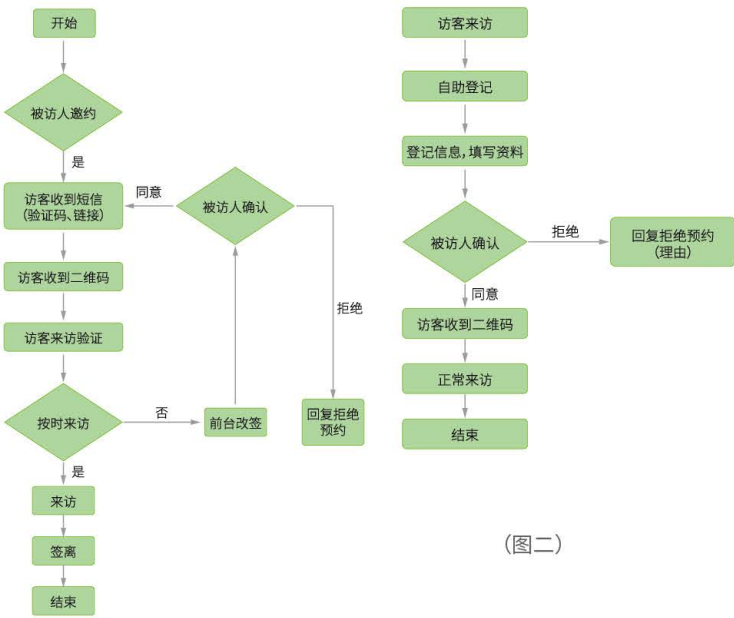 开始
被访人邀约
是
访客收到短信
(验证码、链接)
访客收到二维码
访客来访验证
按时来访
是
来访
签离
结束
否
前台改签
被访人确认
同意
拒绝
回复拒绝
预约
访客来访
自助登记
登记信息,填写资料
被访人确认
拒绝
回复拒绝预约
(理由)
同意
访客收到二维码
正常来访
结束
(图二)